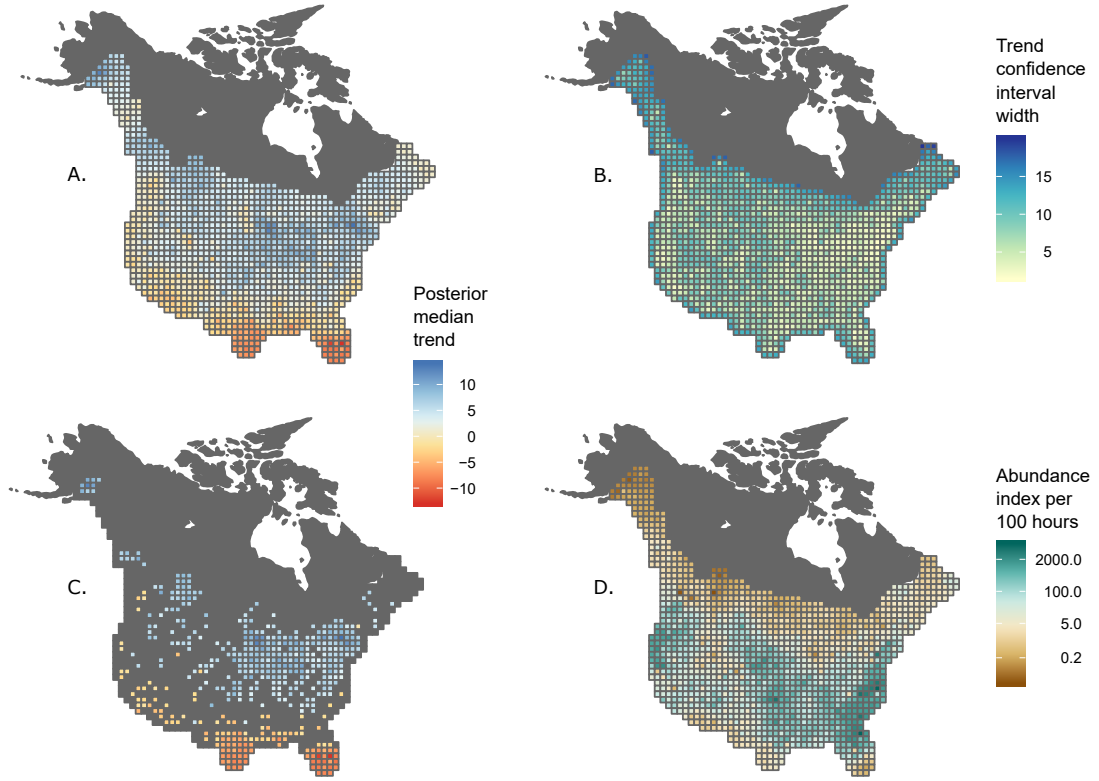 A.
B.
Trend
confidence
interval
width
15
10
5
Posterior
median
trend
10
5
0
−5
−10
C.
D.
Abundance
index per
100 hours
2000.0
100.0
5.0
0.2